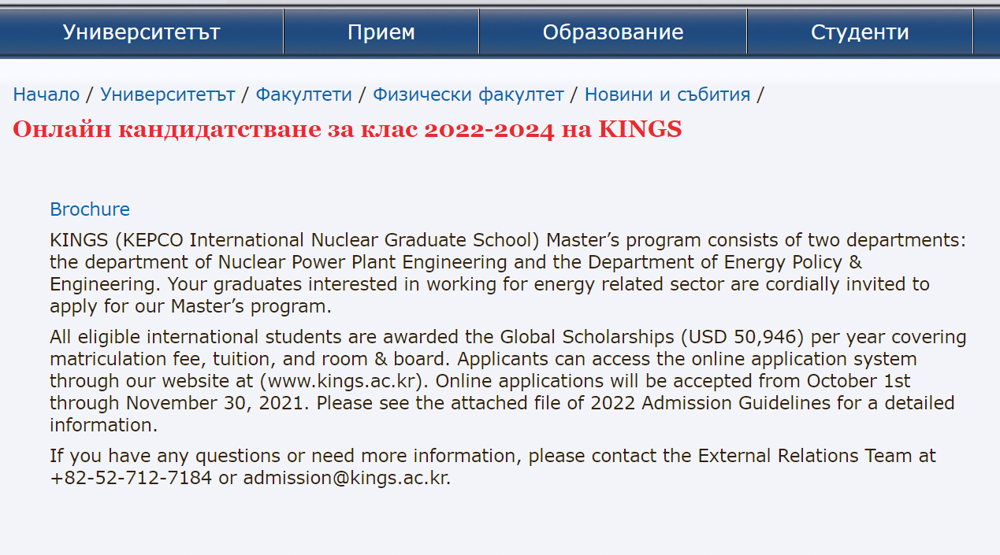 Университетът Прием Образование Студенти
Начало / Университетът / Факултети / Физически факултет / Новини и събития /
Онлайн кандидатстване за клас 2022-2024 на KINGS
Brochure
KINGS (KEPCO International Nuclear Graduate School) Master’s program consists of two departments:
the department of Nuclear Power Plant Engineering and the Department of Energy Policy &
Engineering. Your graduates interested in working for energy related sector are cordially invited to
apply for our Master’s program.
All eligible international students are awarded the Global Scholarships (USD 50,946) per year covering
matriculation fee, tuition, and room & board. Applicants can access the online application system
through our website at (www.kings.ac.kr). Online applications will be accepted from October 1st
through November 30, 2021. Please see the attached file of 2022 Admission Guidelines for a detailed
information.
If you have any questions or need more information, please contact the External Relations Team at
+82-52-712-7184 or admission@kings.ac.kr.